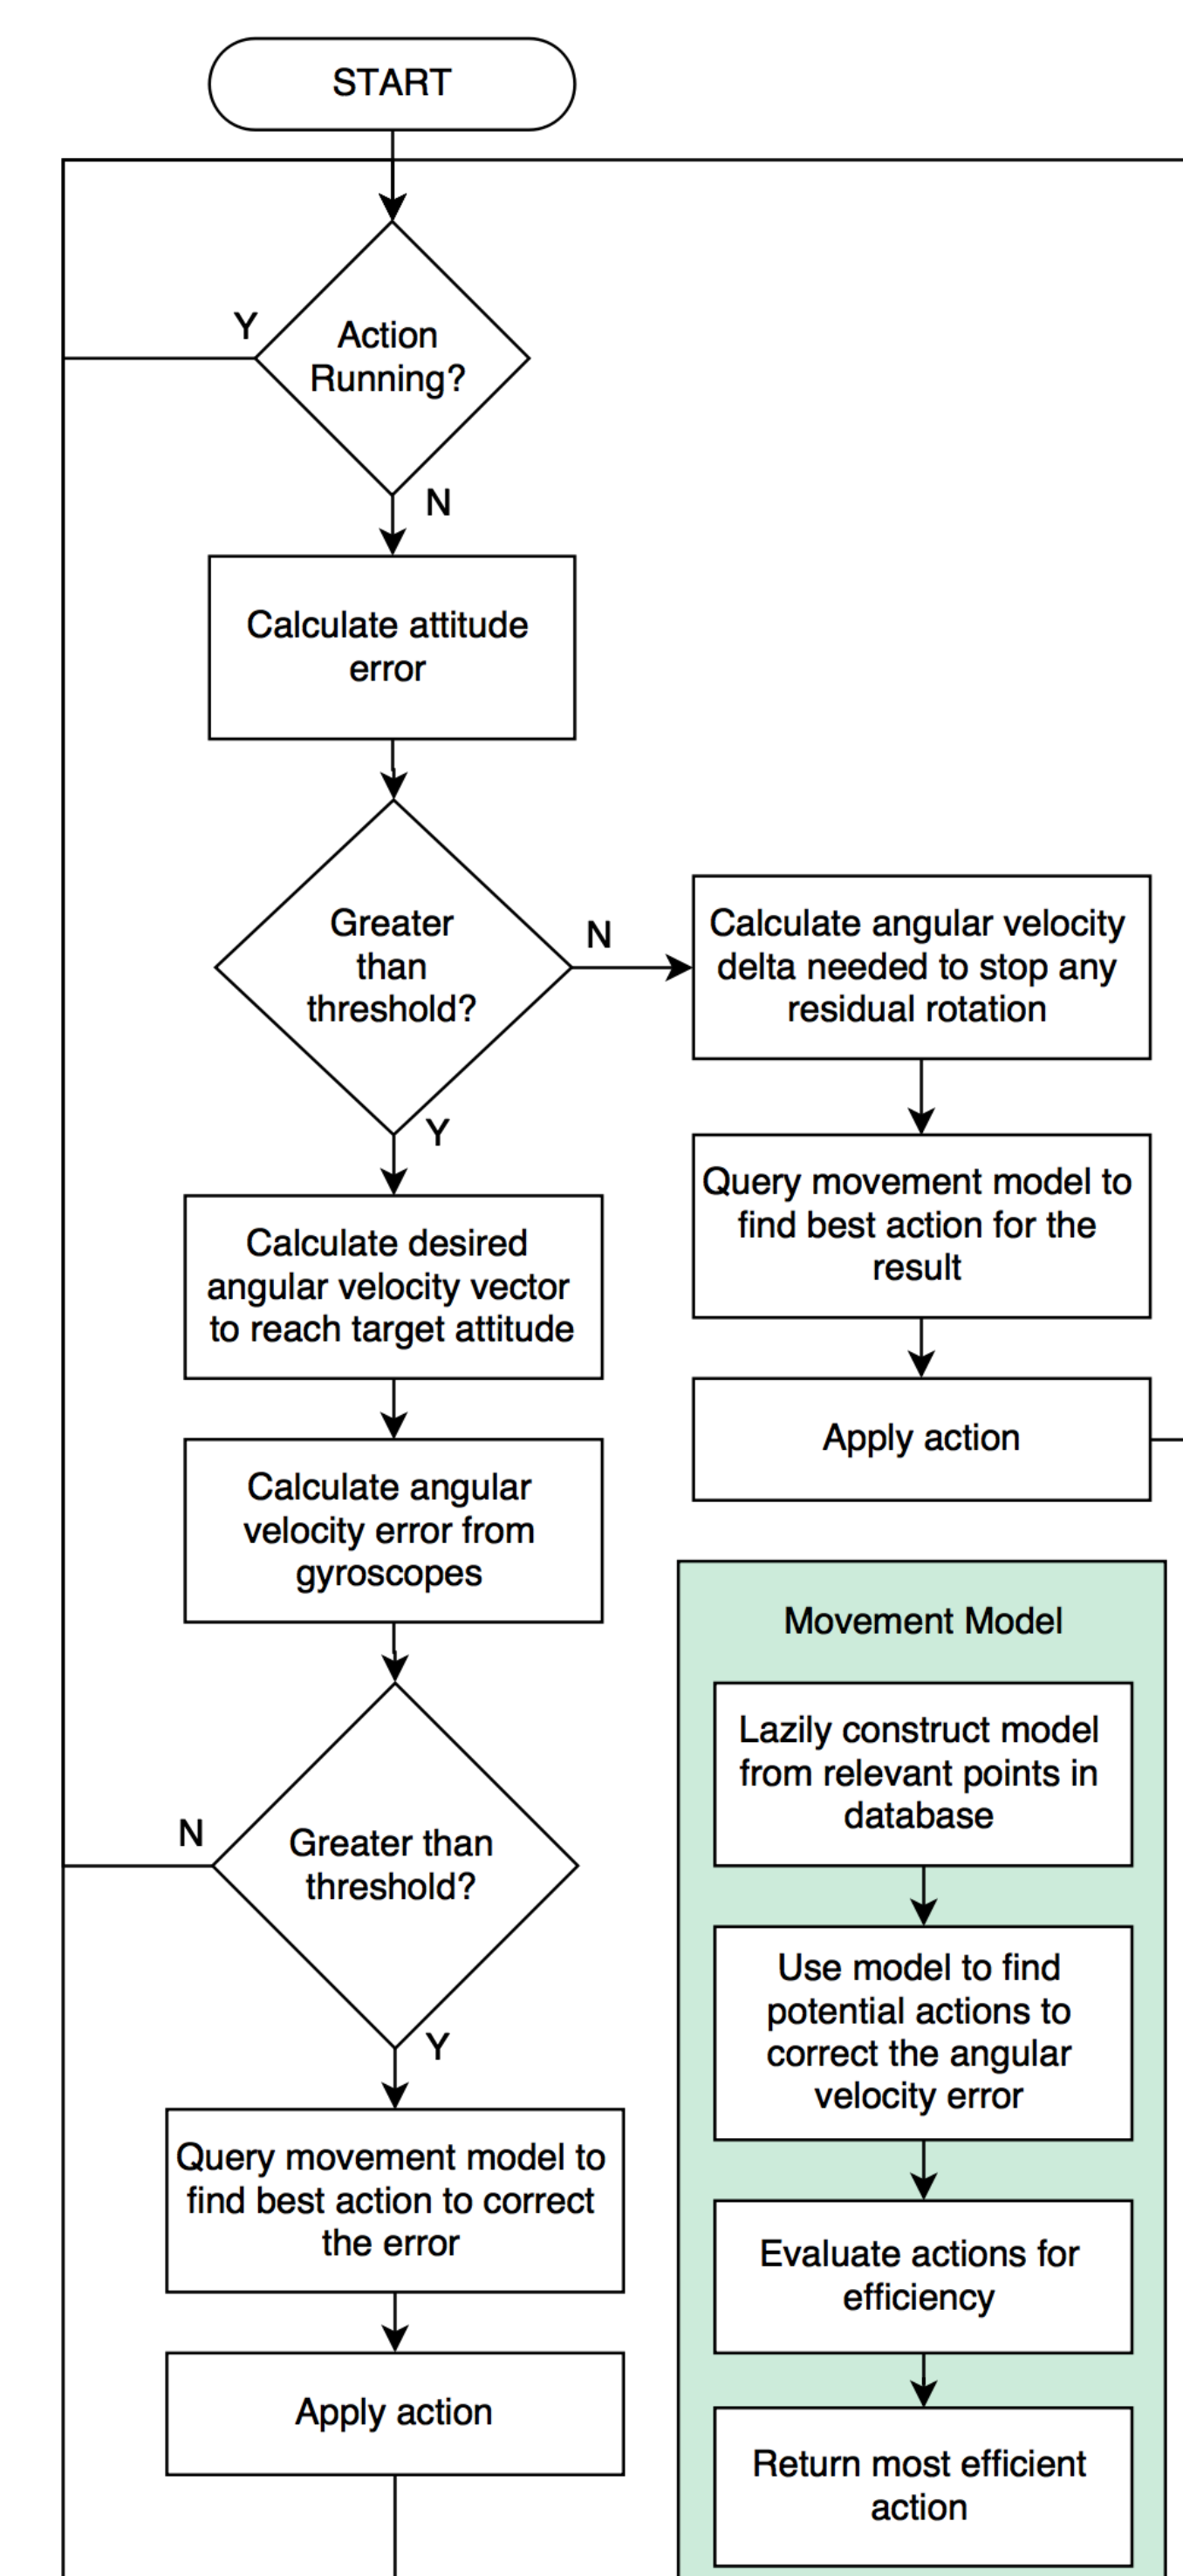 START
Y
Action
Running?
N
Calculate attitude
error
Greater
than
threshold?
N
Calculate angular velocity
delta needed to stop any
residual rotation
Y
Query movement model to
find best action for the
result
Calculate desired
angular velocity vector
to reach target attitude
Apply action
Calculate angular
velocity error from
gyroscopes
Movement Model
Lazily construct model
from relevant points in
database
N
Greater than
threshold?
Use model to find
potential actions to
correct the angular
velocity error
Y
Query movement model to
find best action to correct
the error
Evaluate actions for
efficiency
Apply action
Return most efficient
action